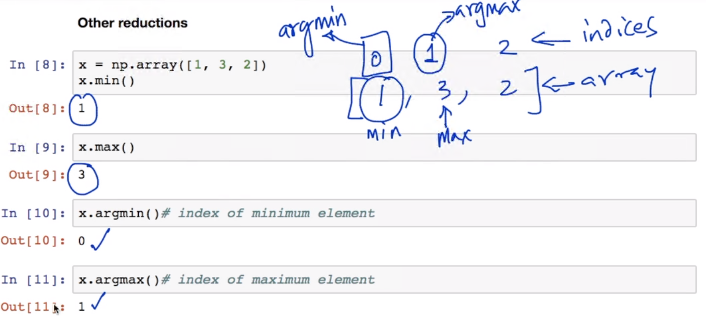 Other reductions
argmin
argmax
0 1 2 ← indices
In [8]: x = np.array([1, 3, 2])
x.min()
[1, 3, 2] ← array
min max
Out[8]: 1
In [9]: x.max()
Out[9]: 3
In [10]: x.argmin()# index of minimum element
Out[10]: 0 ✓
In [11]: x.argmax()# index of maximum element
Out[11]: 1 ✓